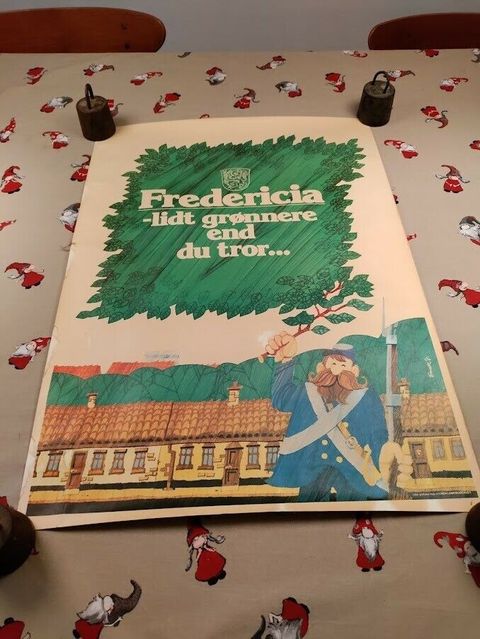 Fredericia
-lidt grønnere
end
du tror...